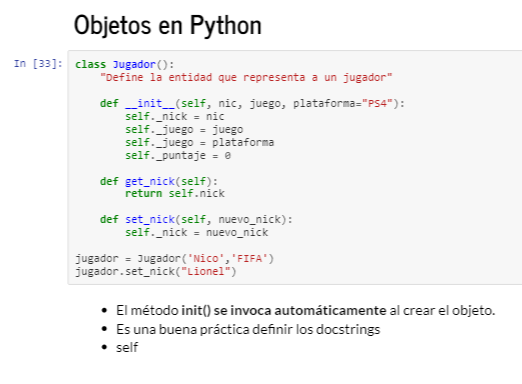 Objetos en Python
In [33]: class Jugador():
"Define la entidad que representa a un jugador"
def __init__(self, nic, juego, plataforma="PS4"):
self._nick = nic
self._juego = juego
self._juego = plataforma
self._puntaje = 0
def get_nick(self):
return self.nick
def set_nick(self, nuevo_nick):
self._nick = nuevo_nick
jugador = Jugador('Nico','FIFA')
jugador.set_nick("Lionel")
• El método init() se invoca automáticamente al crear el objeto.
• Es una buena práctica definir los docstrings
• self